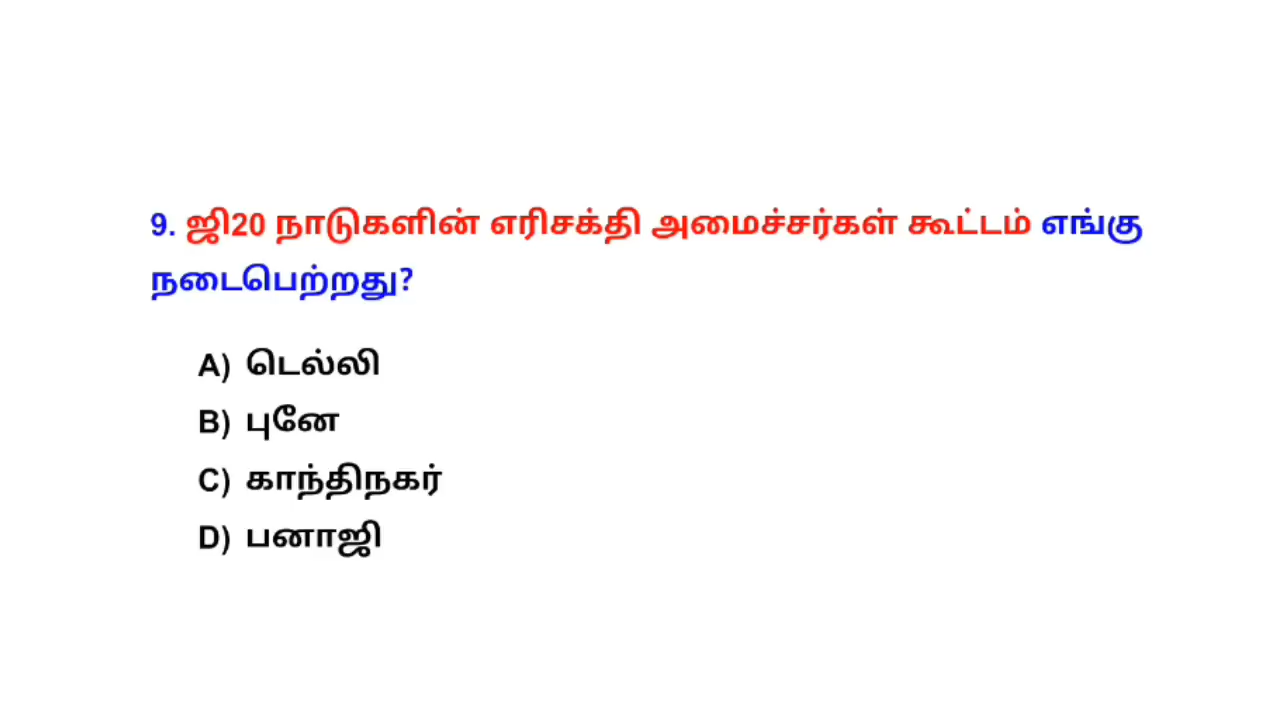 9. ஜி20 நாடுகளின் எரிசக்தி அமைச்சர்கள் கூட்டம் எங்கு
நடைபெற்றது?
A) டெல்லி
B) புனே
C) காந்திநகர்
D) பனாஜி